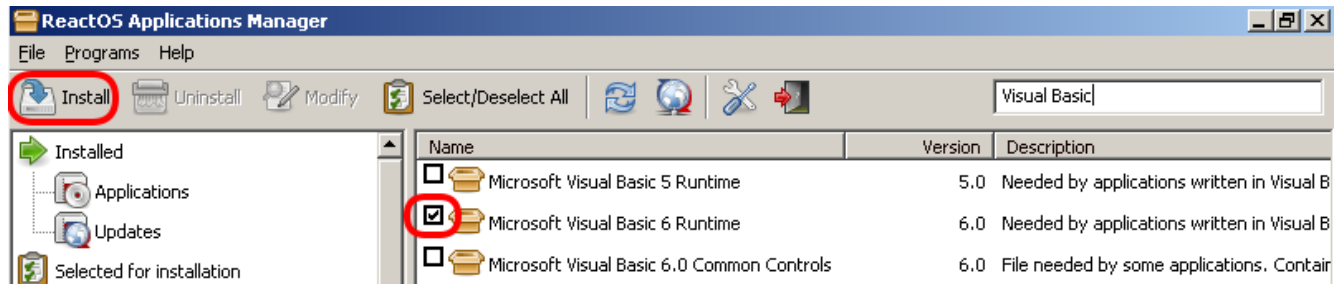 ReactOS Applications Manager
File Programs Help
Install Uninstall Modify Select/Deselect All Visual Basic
Installed
Applications
Updates
Selected for installation
Name Version Description
Microsoft Visual Basic 5 Runtime 5.0 Needed by applications written in Visual B
Microsoft Visual Basic 6 Runtime 6.0 Needed by applications written in Visual B
Microsoft Visual Basic 6.0 Common Controls 6.0 File needed by some applications. Contair